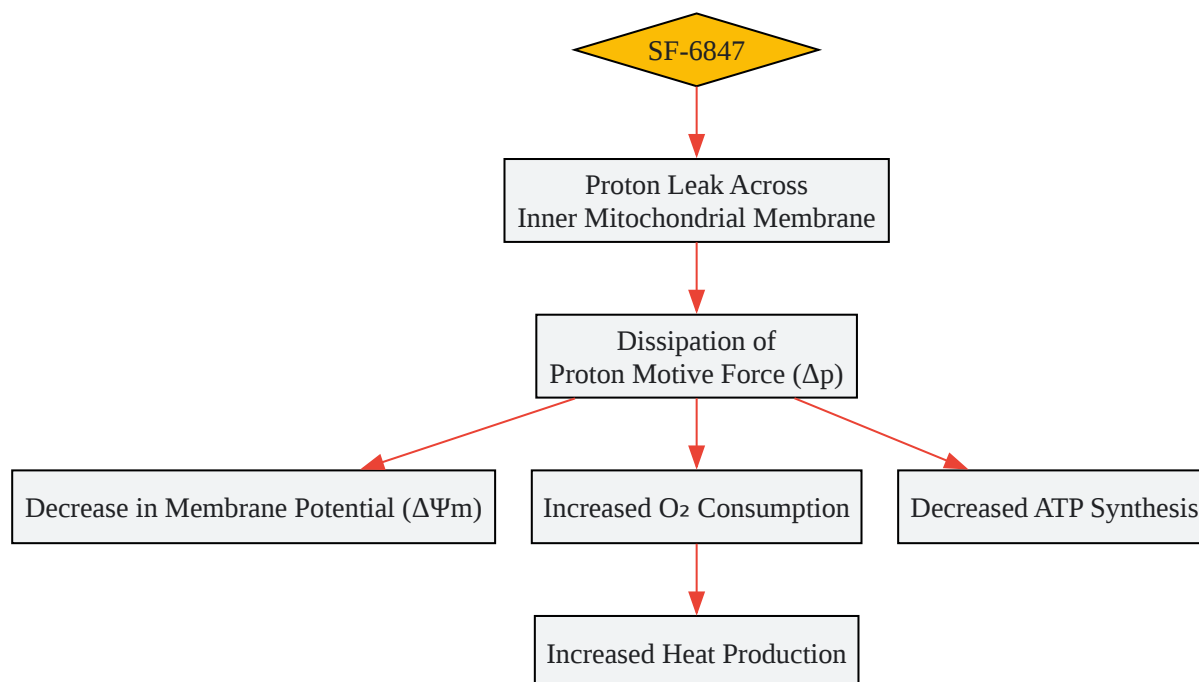 SF-6847
Proton Leak Across
Inner Mitochondrial Membrane
Dissipation of
Proton Motive Force (Δp)
Decrease in Membrane Potential (ΔΨm)
Increased O₂ Consumption
Decreased ATP Synthesis
Increased Heat Production